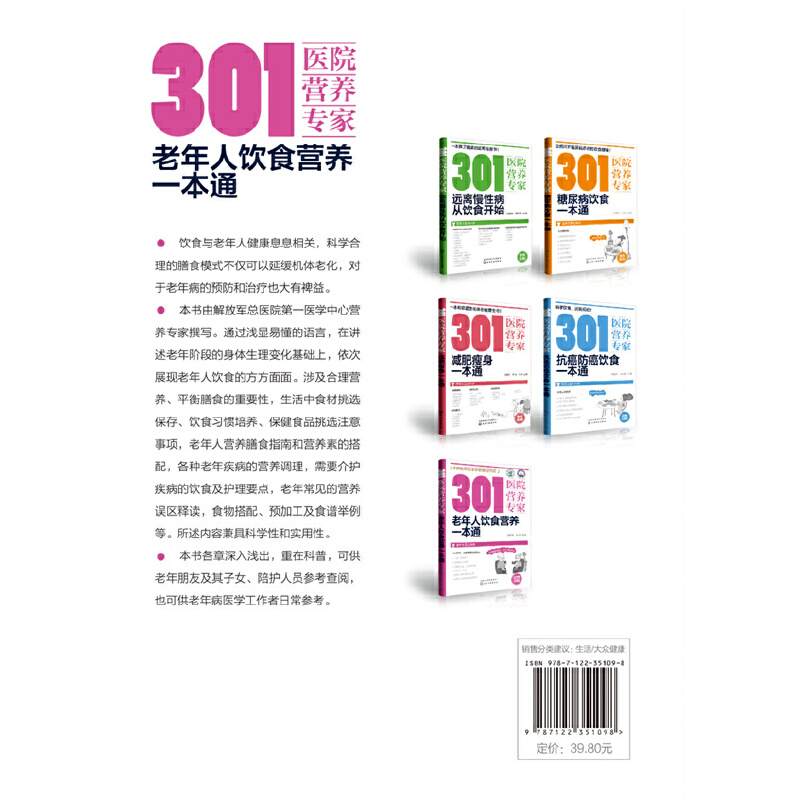 301
医院
营养
专家
老年人饮食营养
一本通
● 饮食与老年人健康息息相关，科学合
理的膳食模式不仅可以延缓机体老化，对
于老年病的预防和治疗也大有裨益。
● 本书由解放军总医院第一医学中心营
养专家撰写。通过浅显易懂的语言，在讲
述老年阶段的身体生理变化基础上，依次
展现老年人饮食的方方面面。涉及合理营
养、平衡膳食的重要性，生活中食材挑选
保存、饮食习惯培养、保健食品挑选注意
事项，老年人营养膳食指南和营养素的搭
配，各种老年疾病的营养调理，需要介护
疾病的饮食及护理要点，老年常见的营养
误区释读，食物搭配、预加工及食谱举例
等。所述内容兼具科学性和实用性。
● 本书各章深入浅出，重在科普，可供
老年朋友及其子女、陪护人员参考查阅，
也可供老年病医学工作者日常参考。
301
医院
营养
专家
远离慢性病
从饮食开始
301
医院
营养
专家
糖尿病饮食
一本通
301
医院
营养
专家
减肥瘦身
一本通
301
医院
营养
专家
抗癌防癌饮食
一本通
301
医院
营养
专家
老年人饮食营养
一本通
销售分类建议：生活/大众健康
ISBN 978-7-122-35109-8
9 787122 351098 >
定价：39.80元